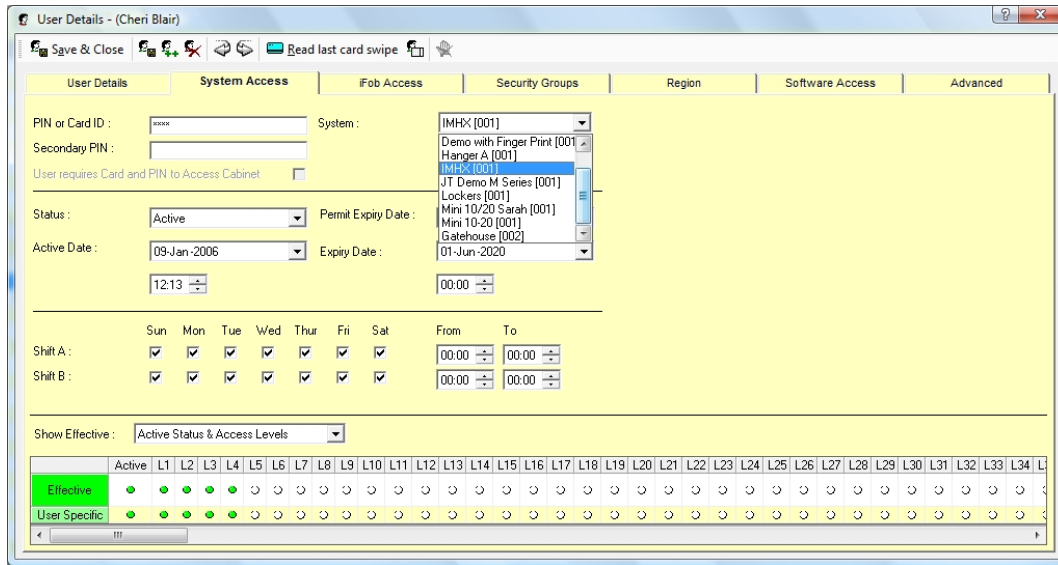 User Details - (Cheri Blair)
Save & Close Read last card swipe
User Details System Access iFob Access Security Groups Region Software Access Advanced
PIN or Card ID : **** System : IMHX [001]
Secondary PIN :
User requires Card and PIN to Access Cabinet
Demo with Finger Print [001
Hanger A [001]
IMHX [001]
JT Demo M Series [001]
Lockers [001]
Mini 10/20 Sarah [001]
Mini 10-20 [001]
Gatehouse [002]
Status : Active Permit Expiry Date :
Active Date : 09-Jan-2006 Expiry Date : 01-Jun-2020
12:13 00:00
Sun Mon Tue Wed Thur Fri Sat From To
Shift A : 00:00 00:00
Shift B : 00:00 00:00
Show Effective : Active Status & Access Levels
Active L1 L2 L3 L4 L5 L6 L7 L8 L9 L10 L11 L12 L13 L14 L15 L16 L17 L18 L19 L20 L21 L22 L23 L24 L25 L26 L27 L28 L29 L30 L31 L32 L33 L34
Effective
User Specific